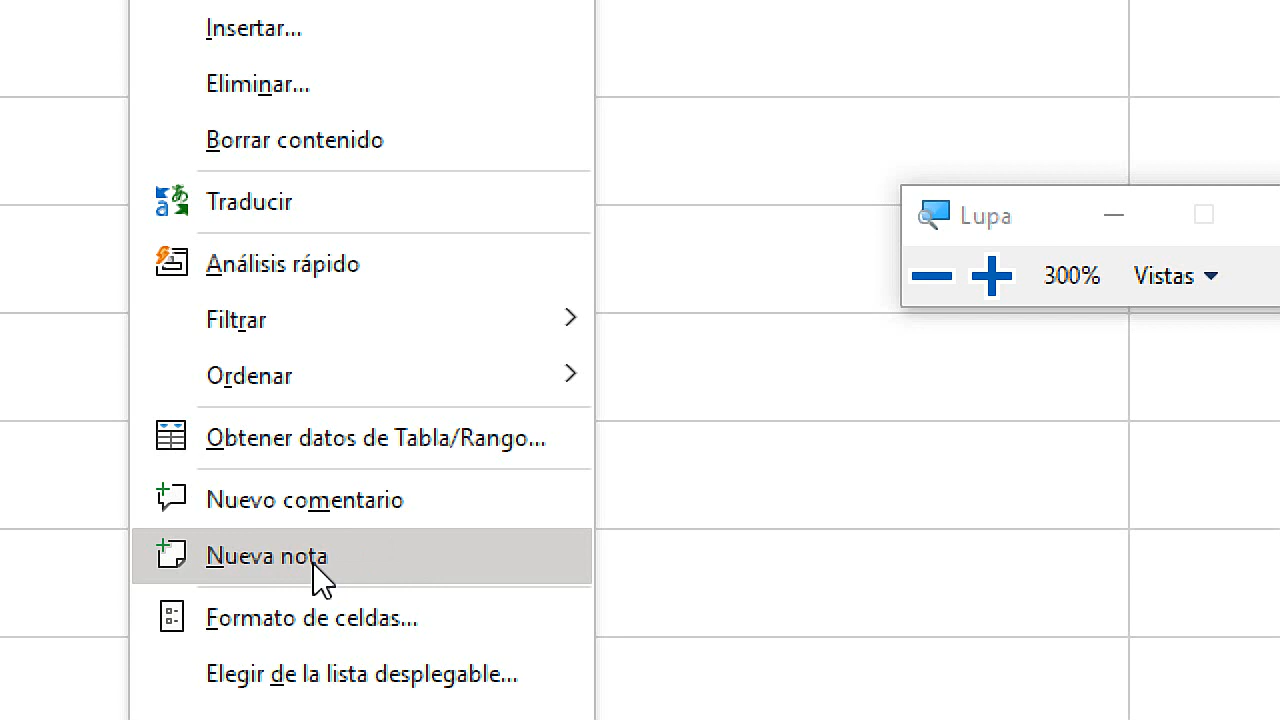 Insertar...
Eliminar...
Borrar contenido
Traducir
Análisis rápido
Filtrar
Ordenar
Obtener datos de Tabla/Rango...
Nuevo comentario
Nueva nota
Formato de celdas...
Elegir de la lista desplegable...
Lupa
300% Vistas